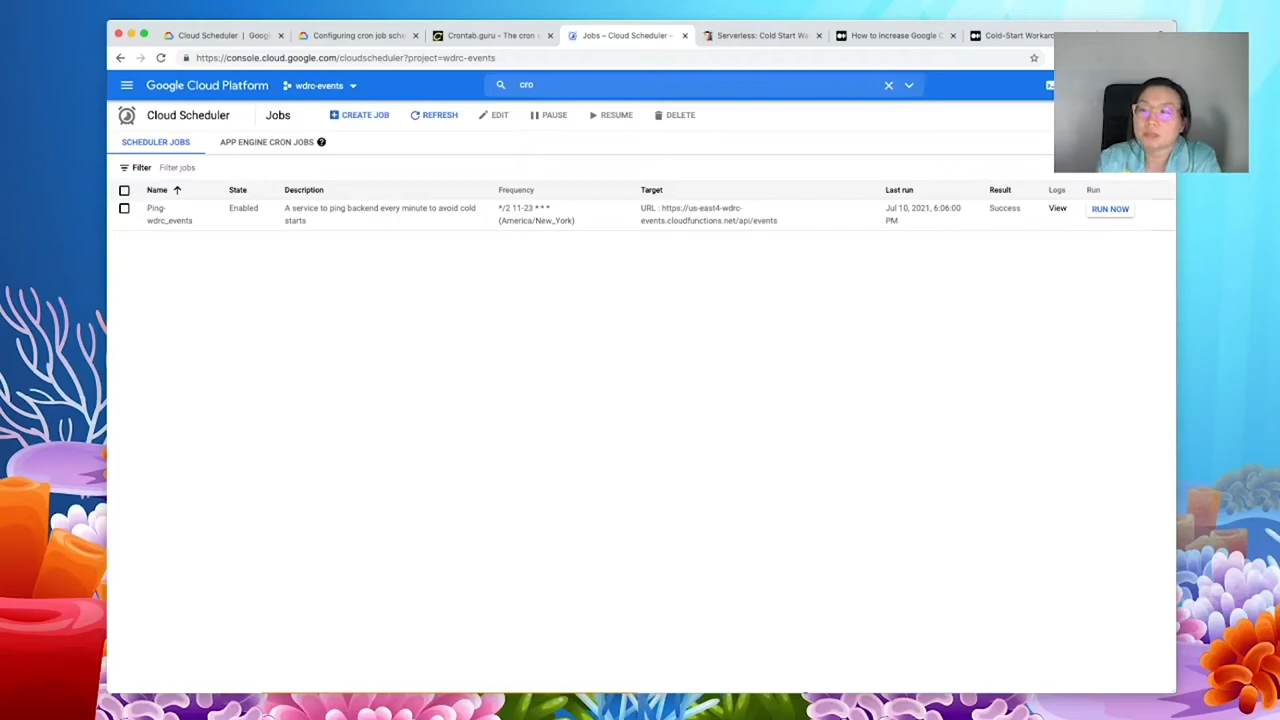 Cloud Scheduler | Googl
Configuring cron job sche
Crontab.guru - The cron s
Jobs – Cloud Scheduler –
Serverless: Cold Start Wa
How to Increase Google C
Cold-Start Workaro
https://console.cloud.google.com/cloudscheduler?project=wdrc-events
Google Cloud Platform
wdrc-events
cro
Cloud Scheduler
Jobs
CREATE JOB
REFRESH
EDIT
PAUSE
RESUME
DELETE
SCHEDULER JOBS
APP ENGINE CRON JOBS
Filter
Filter jobs
Name
State
Description
Frequency
Target
Last run
Result
Logs
Run
Ping-
wdrc_events
Enabled
A service to ping backend every minute to avoid cold
starts
*/2 11-23 * * *
(America/New_York)
URL : https://us-east4-wdrc-
events.cloudfunctions.net/api/events
Jul 10, 2021, 6:06:00
PM
Success
View
RUN NOW